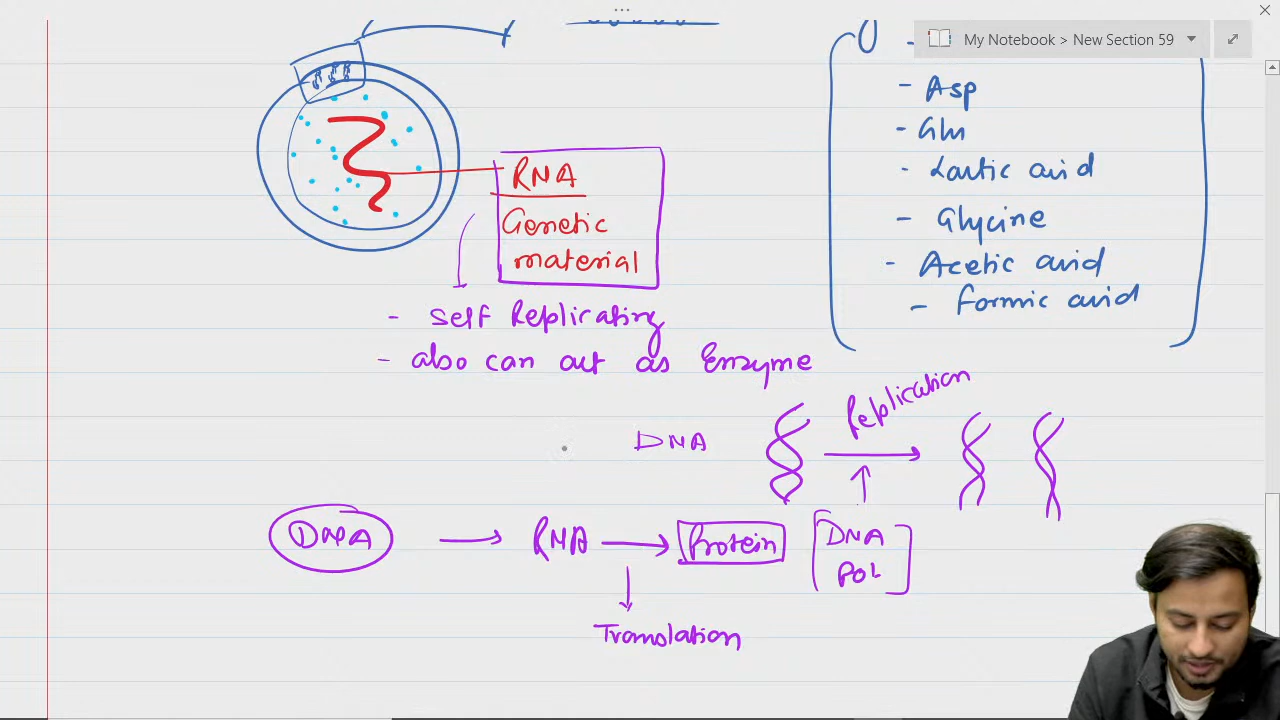 My Notebook > New Section 59
- Asp
- Gln
- Lactic acid
- Glycine
- Acetic acid
- Formic acid
RNA
Genetic
material
- Self Replicating
- also can act as Enzyme
DNA
Replication
DNA
POL
DNA → RNA → Protein
Translation